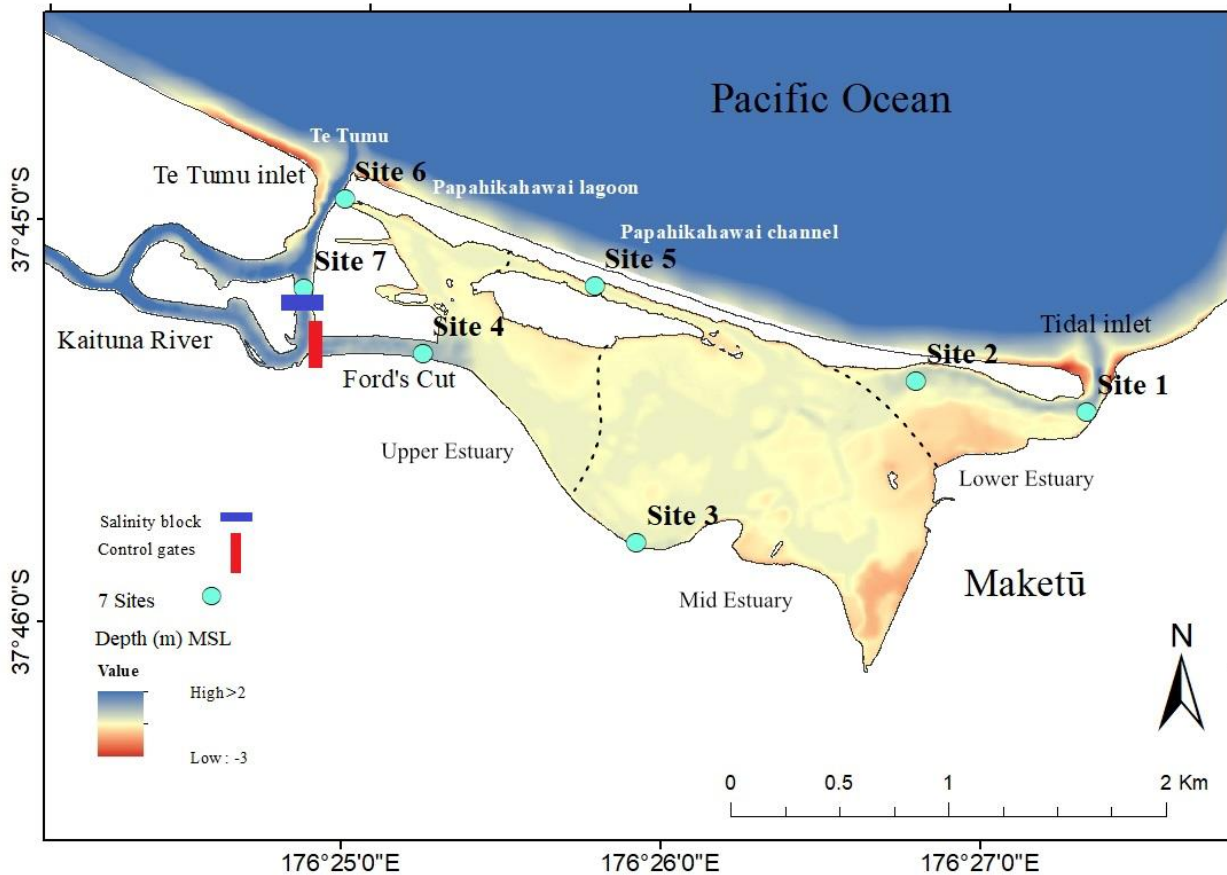 Pacific Ocean
Te Tumu
Site 6
Te Tumu inlet
Papahikahawai lagoon
37°45'0"S
Papahikahawai channel
Site 5
Site 7
Site 4
Kaituna River
Ford's Cut
Tidal inlet
Site 2
Site 1
Upper Estuary
Lower Estuary
Site 3
Mid Estuary
Maketū
Salinity block
Control gates
7 Sites
37°46'0"S
Depth (m) MSL
Value
High>2
Low : -3
N
0 0.5 1 2 Km
176°25'0"E 176°26'0"E 176°27'0"E